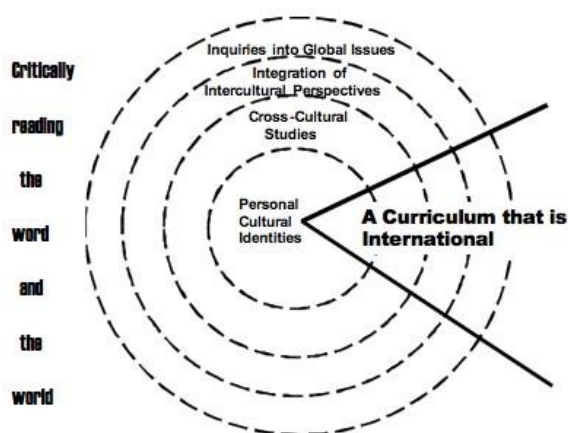 Critically
reading
the
word
and
the
world
Inquiries into Global Issues
Integration of
Intercultural Perspectives
Cross-Cultural
Studies
Personal
Cultural
Identities
A Curriculum that is
International